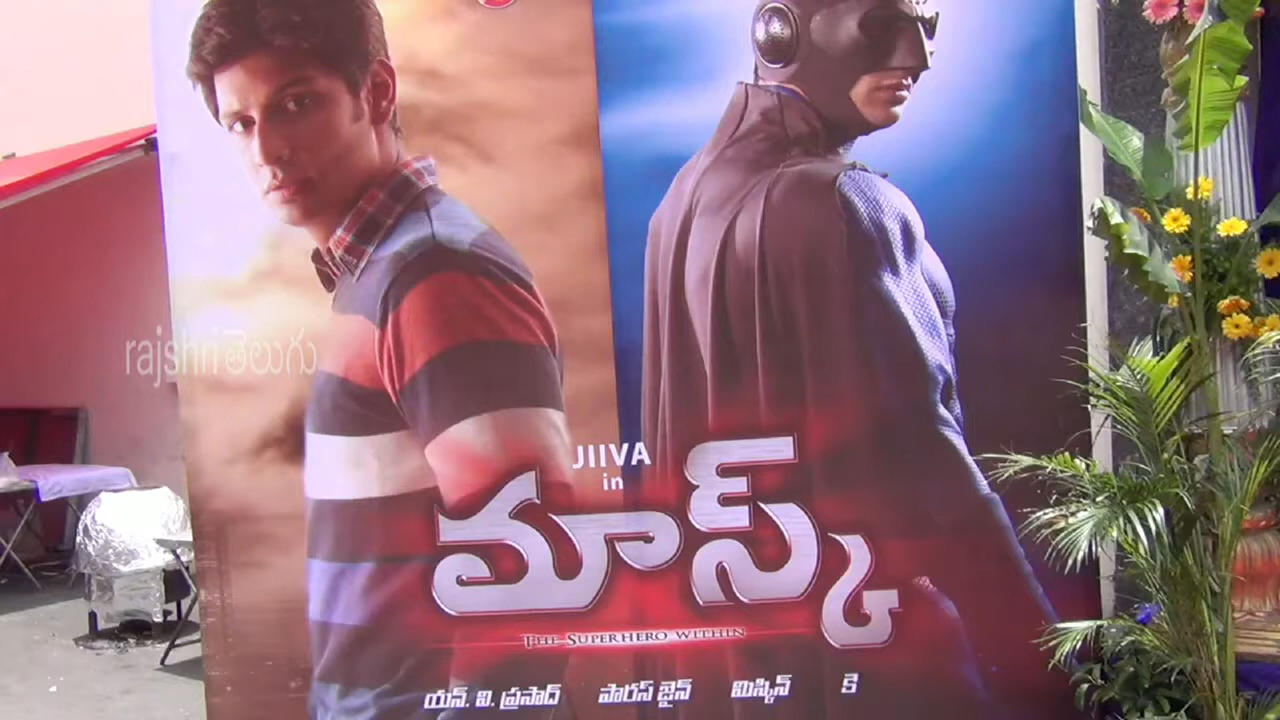 rajshri తెలుగు
JIIVA
in
మాస్క్
THE SUPERHERO WITHIN
యన్. వి. ప్రసాద్ పారస్ జైన్ మిస్కిన్ కె